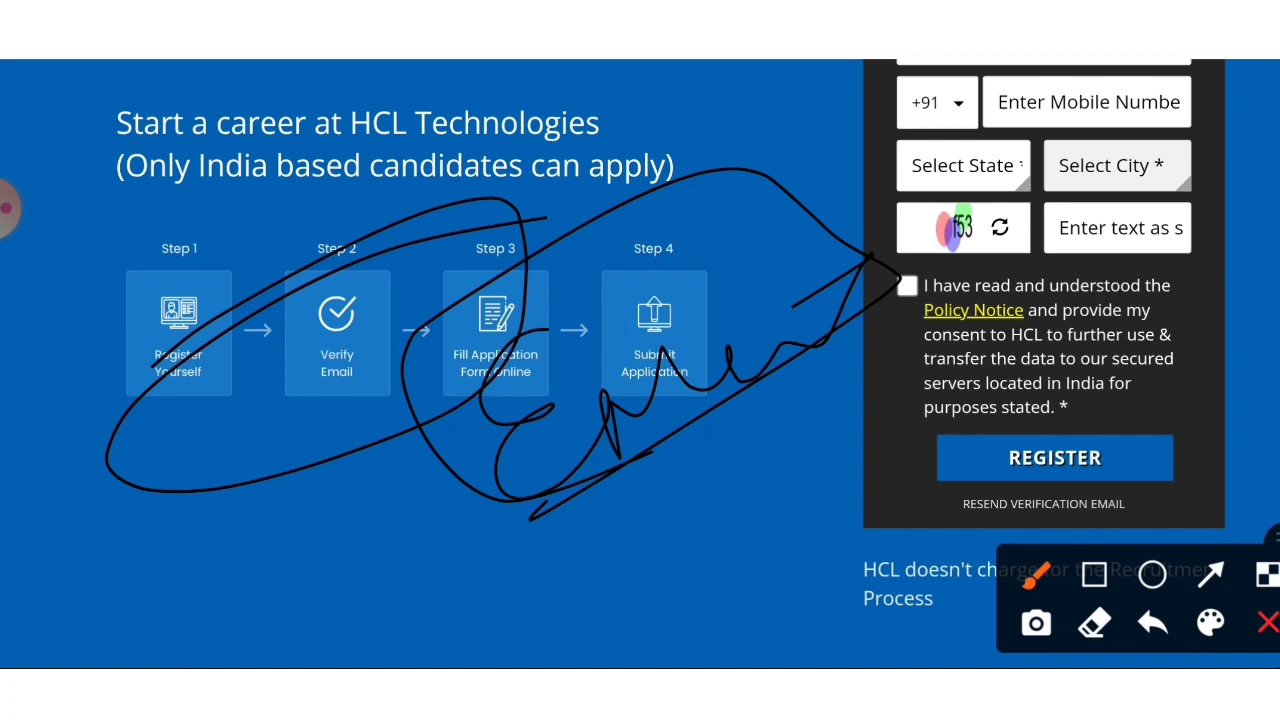 Start a career at HCL Technologies
(Only India based candidates can apply)
Step 1
Step 2
Step 3
Step 4
Register
Yourself
Verify
Email
Fill Application
Form Online
Submit
Application
+91
Enter Mobile Numbe
Select State
Select City *
f53
Enter text as s
I have read and understood the
Policy Notice and provide my
consent to HCL to further use &
transfer the data to our secured
servers located in India for
purposes stated. *
REGISTER
RESEND VERIFICATION EMAIL
HCL doesn't charge for the Recruitme
Process